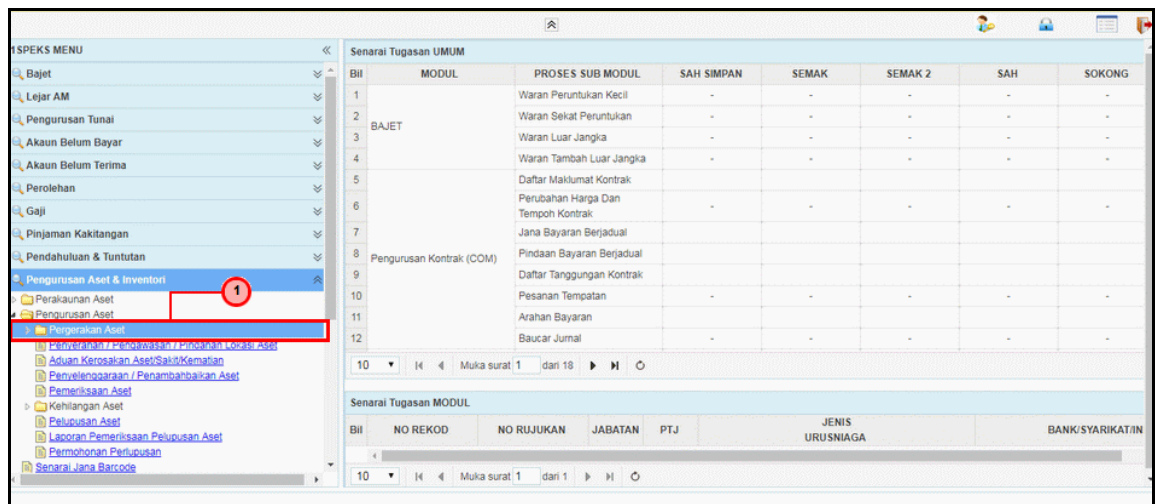 1SPEKS MENU
Bajet
Lejar AM
Pengurusan Tunai
Akaun Belum Bayar
Akaun Belum Terima
Perolehan
Gaji
Pinjaman Kakitangan
Pendahuluan & Tuntutan
Pengurusan Aset & Inventori
1
Perakaunan Aset
Pengurusan Aset
Pergerakan Aset
Penyerahan / Pengawasan / Pindahan Lokasi Aset
Aduan Kerosakan Aset/Sakit/Kematian
Penyelenggaraan / Penambahbaikan Aset
Pemeriksaan Aset
Kehilangan Aset
Pelupusan Aset
Laporan Pemeriksaan Pelupusan Aset
Permohonan Perlupusan
Senarai Jana Barcode
Senarai Tugasan UMUM
Bil MODUL PROSES SUB MODUL SAH SIMPAN SEMAK SEMAK 2 SAH SOKONG
1 Waran Peruntukan Kecil - - - - -
2 Waran Sekat Peruntukan - - - - -
BAJET
3 Waran Luar Jangka - - - - -
4 Waran Tambah Luar Jangka - - - - -
5 Daftar Maklumat Kontrak
6 Perubahan Harga Dan
Tempoh Kontrak - - - - -
7 Jana Bayaran Berjadual
8 Pengurusan Kontrak (COM) Pindaan Bayaran Berjadual
9 Daftar Tanggungan Kontrak
10 Pesanan Tempatan - - - - -
11 Arahan Bayaran
12 Baucar Jurnal - - - - -
10 Muka surat 1 dari 18
Senarai Tugasan MODUL
Bil NO REKOD NO RUJUKAN JABATAN PTJ JENIS
URUSNIAGA BANK/SYARIKAT/IN
10 Muka surat 1 dari 1